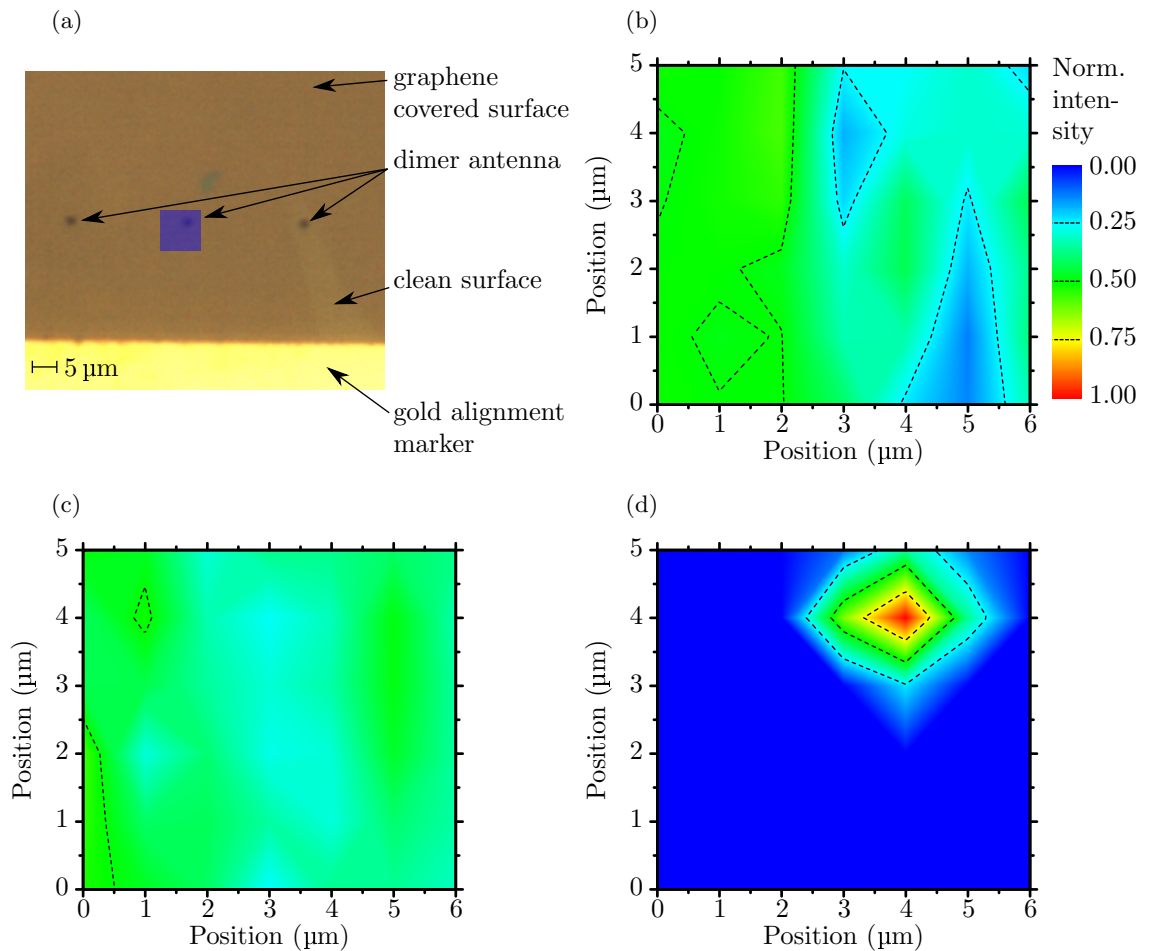 (a)
graphene
covered surface
dimer antenna
clean surface
5 µm
gold alignment
marker
(b)
5
4
3
2
1
0
0 1 2 3 4 5 6
Position (µm)
Position (µm)
Norm.
inten-
sity
0.00
0.25
0.50
0.75
1.00
(c)
5
4
3
2
1
0
0 1 2 3 4 5 6
Position (µm)
Position (µm)
(d)
5
4
3
2
1
0
0 1 2 3 4 5 6
Position (µm)
Position (µm)